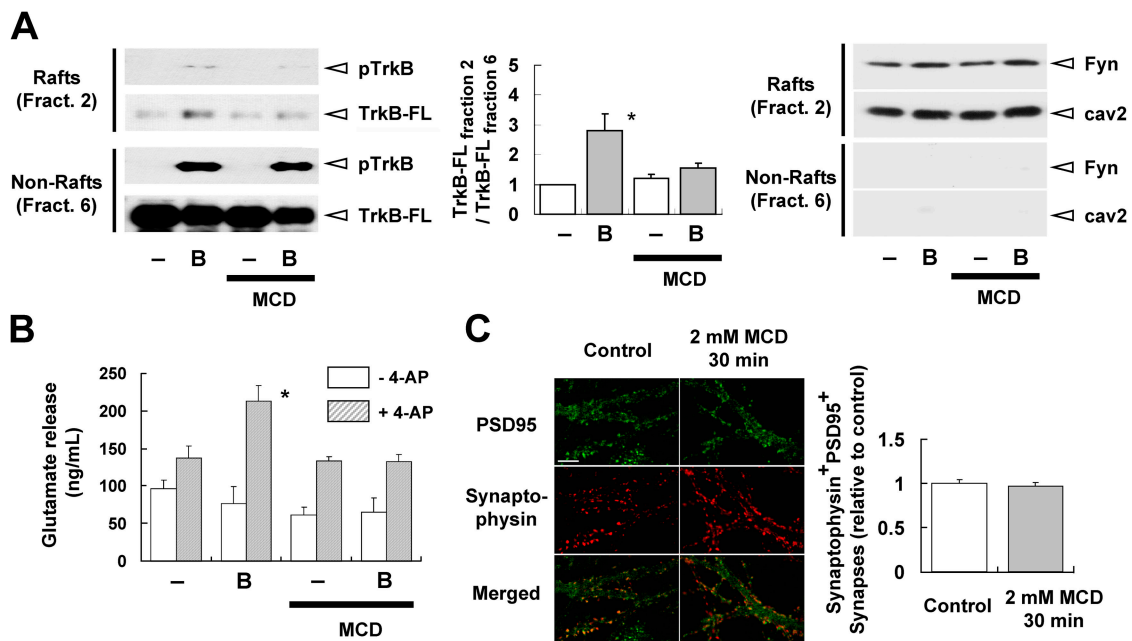 A
Rafts
(Fract. 2)
Non-Rafts
(Fract. 6)
pTrkB
TrkB-FL
pTrkB
TrkB-FL
– B – B
MCD
TrkB-FL fraction 2
/ TrkB-FL fraction 6
5
4
3
2
1
0
*
– B – B
MCD
Rafts
(Fract. 2)
Non-Rafts
(Fract. 6)
Fyn
cav2
Fyn
cav2
– B – B
MCD
B
Glutamate release
(ng/mL)
250
200
150
100
50
0
*
- 4-AP
+ 4-AP
– B – B
MCD
C
Control
2 mM MCD
30 min
PSD95
Synapto-
physin
Merged
Synaptophysin+PSD95+
Synapses (relative to control)
1.5
1
0.5
0
Control
2 mM MCD
30 min